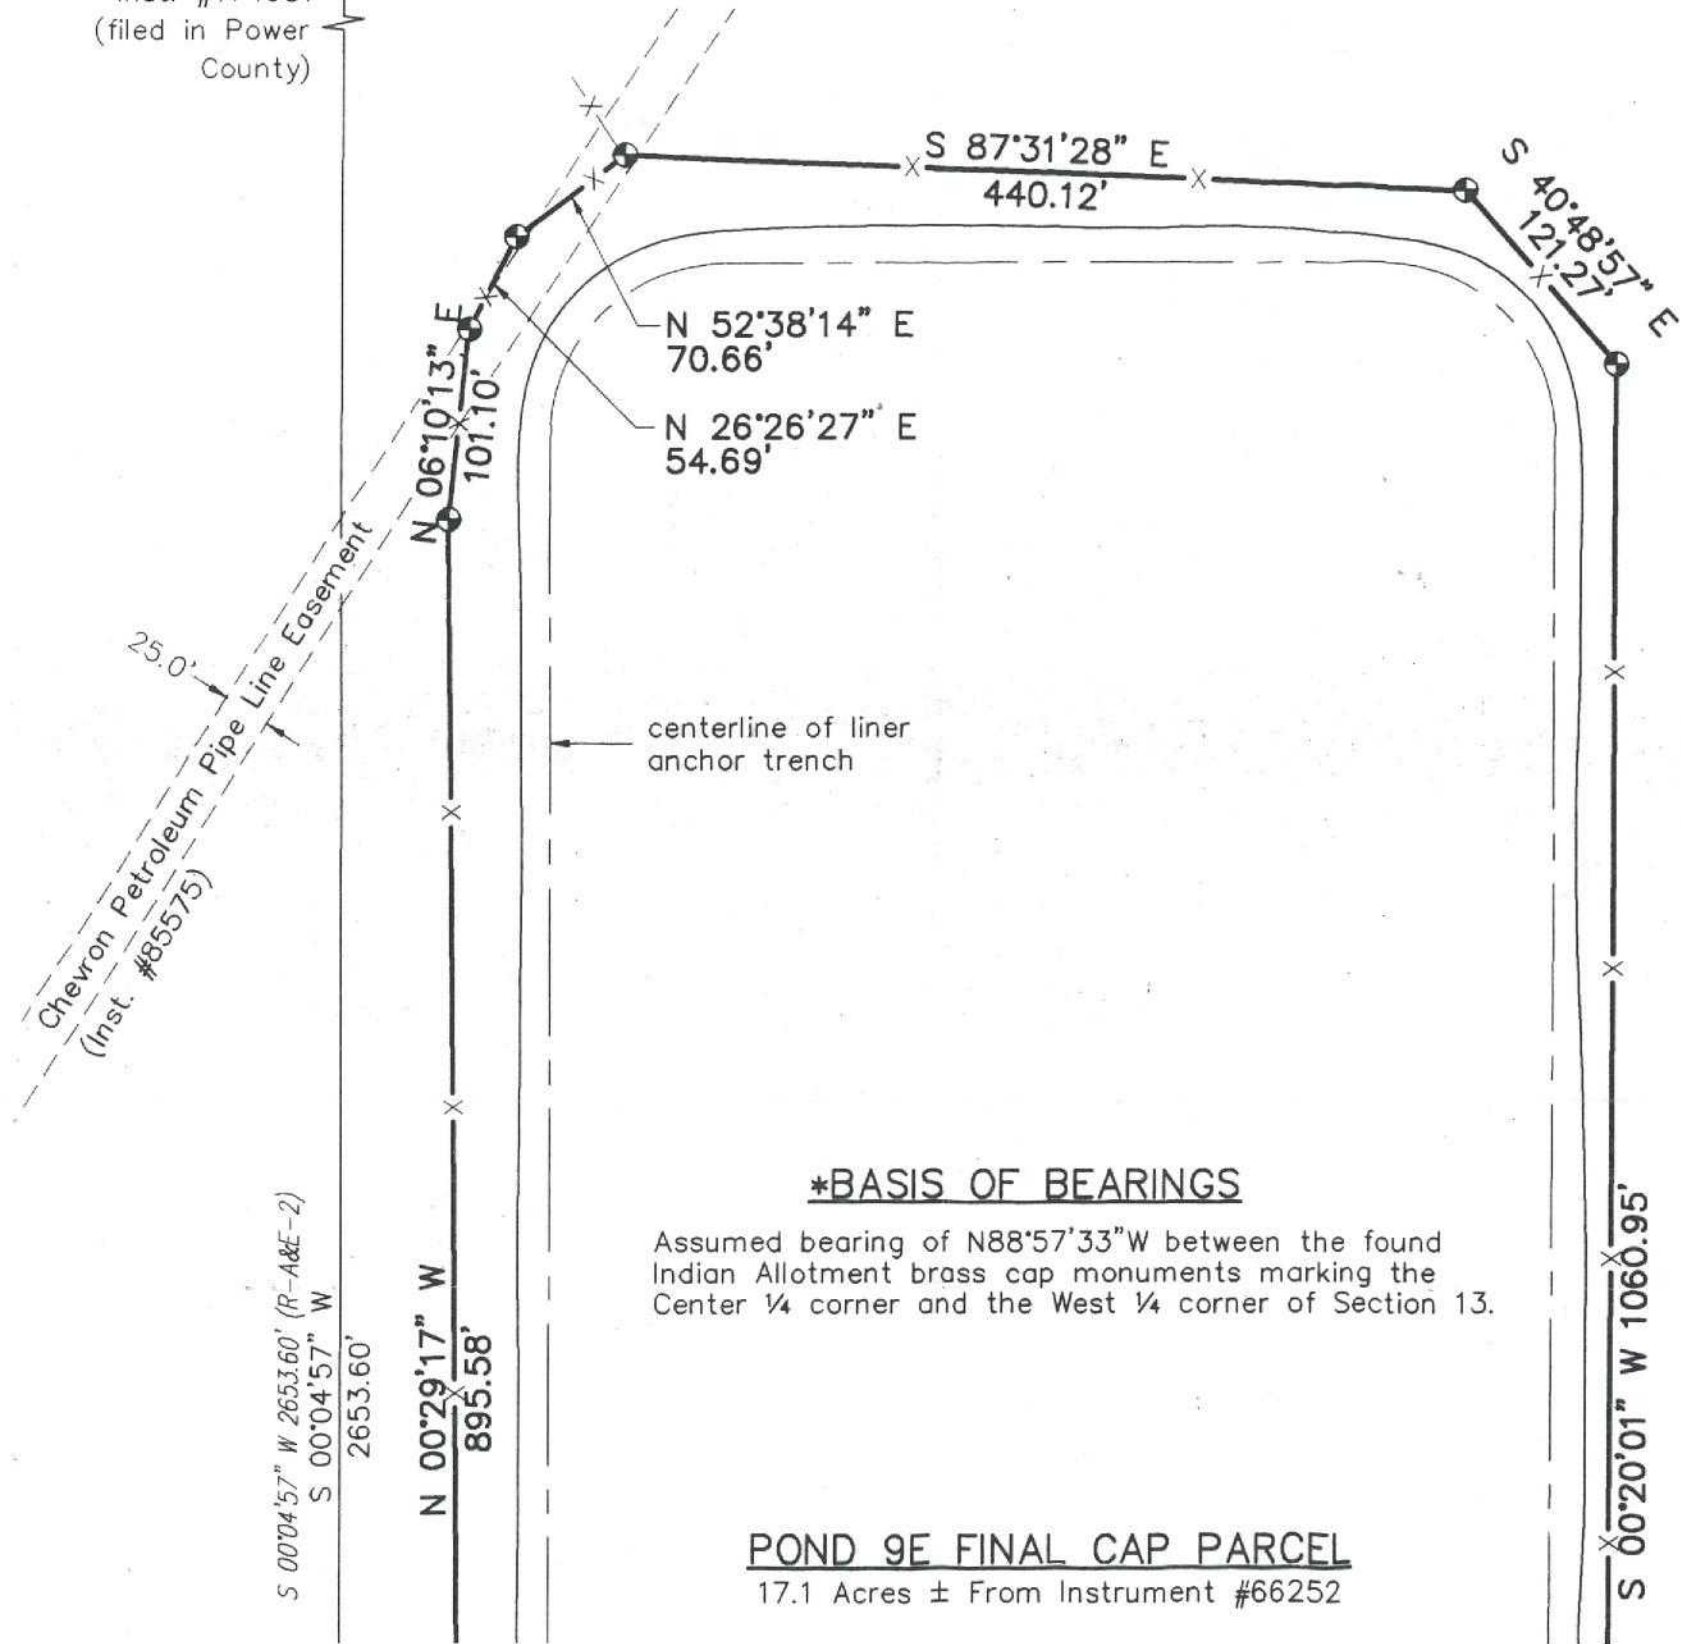 (filed in Power
County)
S 87°31'28" E
440.12'
S 40°48'57" E
121.27'
N 52°38'14" E
70.66'
N 26°26'27" E
54.69'
N 06°10'13" E
101.10'
25.0'
Chevron Petroleum Pipe Line Easement
(Inst. #85575)
centerline of liner
anchor trench
*BASIS OF BEARINGS
Assumed bearing of N88°57'33"W between the found
Indian Allotment brass cap monuments marking the
Center ¼ corner and the West ¼ corner of Section 13.
S 00°04'57" W 2653.60' (R-A&E-2)
S 00°04'57" W
2653.60'
N 00°29'17" W
895.58'
S 00°20'01" W 1060.95'
POND 9E FINAL CAP PARCEL
17.1 Acres ± From Instrument #66252